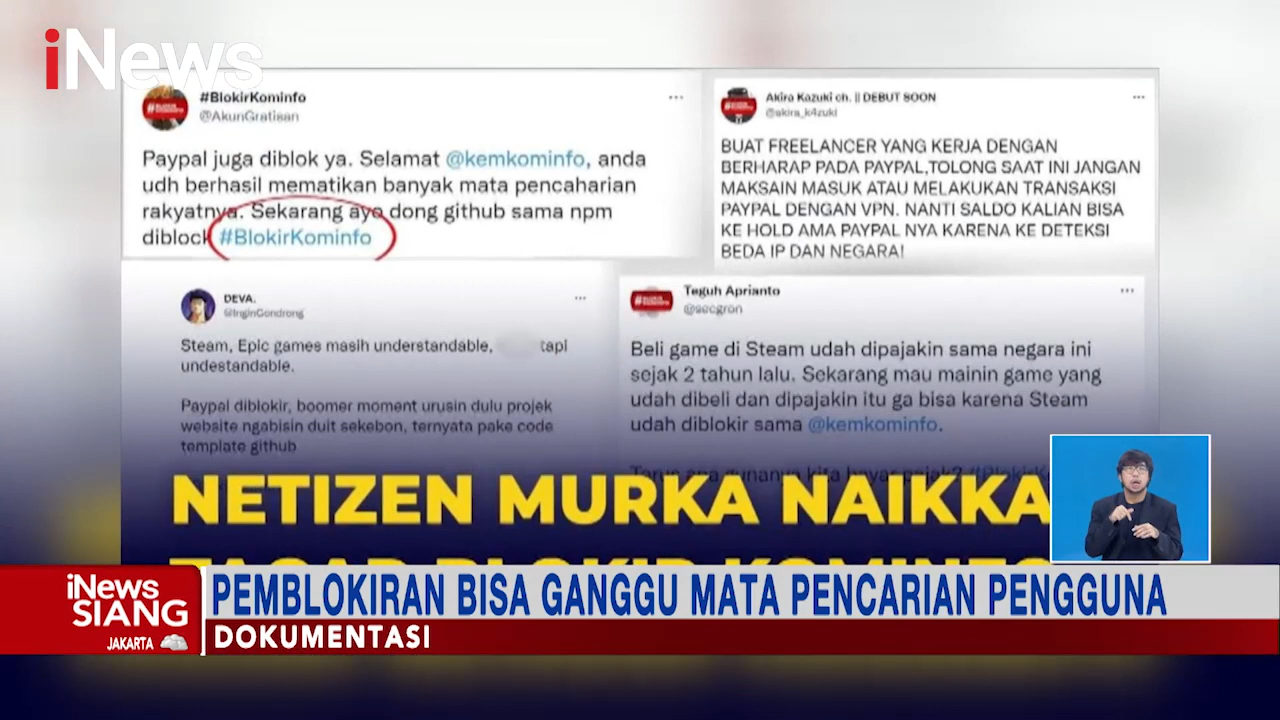 iNews
#BlokirKominfo
@AkunGratisan
Paypal juga diblok ya. Selamat @kemkominfo, anda
udh berhasil mematikan banyak mata pencaharian
rakyatnya. Sekarang ayo dong github sama npm
diblock #BlokirKominfo
Akira Kazuki ch. || DEBUT SOON
@akira_k4zuki
BUAT FREELANCER YANG KERJA DENGAN
BERHARAP PADA PAYPAL,TOLONG SAAT INI JANGAN
MAKSAIN MASUK ATAU MELAKUKAN TRANSAKSI
PAYPAL DENGAN VPN. NANTI SALDO KALIAN BISA
KE HOLD AMA PAYPAL NYA KARENA KE DETEKSI
BEDA IP DAN NEGARA!
DEVA.
@InginGondrong
Steam, Epic games masih understandable, tapi
undestandable.
Paypal diblokir, boomer moment urusin dulu projek
website ngabisin duit sekebon, ternyata pake code
template github
Teguh Aprianto
@secgron
Beli game di Steam udah dipajakin sama negara ini
sejak 2 tahun lalu. Sekarang mau mainin game yang
udah dibeli dan dipajakin itu ga bisa karena Steam
udah diblokir sama @kemkominfo.
NETIZEN MURKA NAIKKA
iNews
SIANG
JAKARTA
PEMBLOKIRAN BISA GANGGU MATA PENCARIAN PENGGUNA
DOKUMENTASI